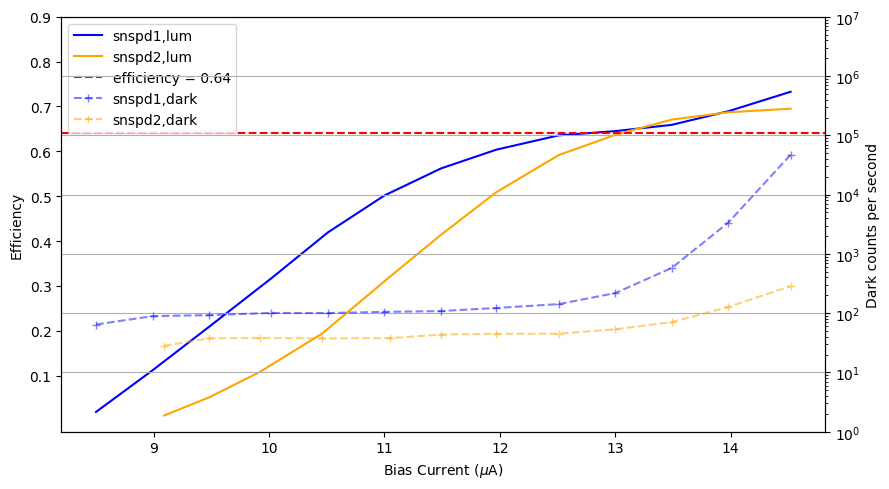 snspd1,lum
snspd2,lum
efficiency = 0.64
snspd1,dark
snspd2,dark
0.9
0.8
0.7
0.6
0.5
0.4
0.3
0.2
0.1
Efficiency
10⁷
10⁶
10⁵
10⁴
10³
10²
10¹
10⁰
Dark counts per second
9 10 11 12 13 14
Bias Current (μA)